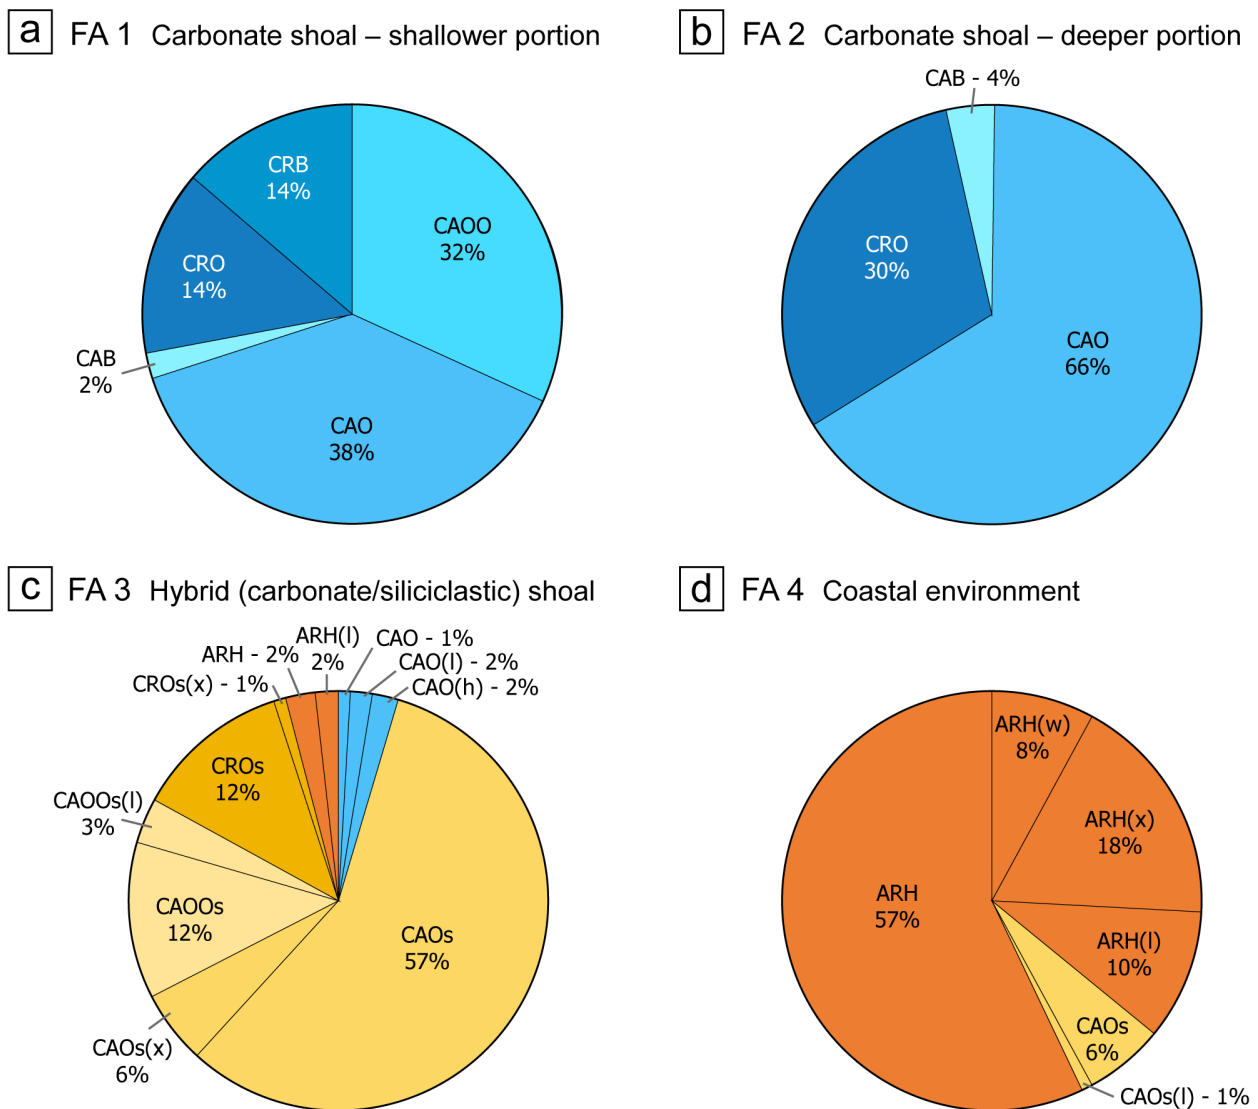 a FA 1 Carbonate shoal – shallower portion
CRB
14%
CAOO
32%
CRO
14%
CAB
2%
CAO
38%
b FA 2 Carbonate shoal – deeper portion
CAB - 4%
CRO
30%
CAO
66%
c FA 3 Hybrid (carbonate/siliciclastic) shoal
ARH(l)
2%
CAO - 1%
ARH - 2%
CAO(l) - 2%
CROs(x) - 1%
CAO(h) - 2%
CROs
12%
CAOOs(l)
3%
CAOOs
12%
CAOs
57%
CAOs(x)
6%
d FA 4 Coastal environment
ARH(w)
8%
ARH(x)
18%
ARH
57%
ARH(l)
10%
CAOs
6%
CAOs(l) - 1%